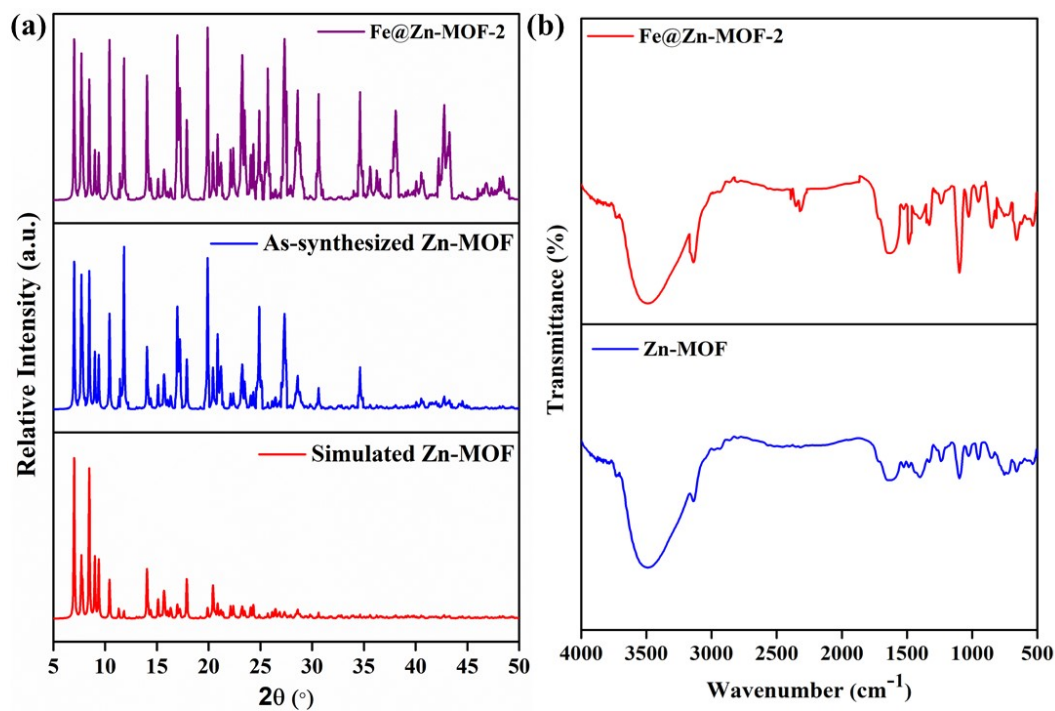 (a)
Fe@Zn-MOF-2
As-synthesized Zn-MOF
Simulated Zn-MOF
Relative Intensity (a.u.)
5 10 15 20 25 30 35 40 45 50
2θ (°)
(b)
Fe@Zn-MOF-2
Zn-MOF
Transmittance (%)
4000 3500 3000 2500 2000 1500 1000 500
Wavenumber (cm⁻¹)